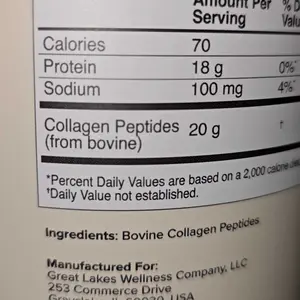 Amount Per % D
Serving Valu
Calories 70
Protein 18 g 0%*
Sodium 100 mg 4%*
Collagen Peptides 20 g †
(from bovine)
*Percent Daily Values are based on a 2,000 calorie
†Daily Value not established.
Ingredients: Bovine Collagen Peptides
Manufactured For:
Great Lakes Wellness Company, LLC
253 Commerce Drive